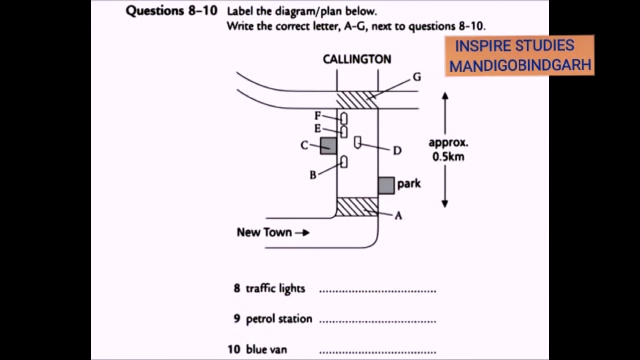 Questions 8–10 Label the diagram/plan below.
Write the correct letter, A–G, next to questions 8–10.
INSPIRE STUDIES
MANDIGOBINDGARH
CALLINGTON
G
F
E
C
D
B
approx.
0.5km
park
A
New Town →
8 traffic lights ....................................
9 petrol station ....................................
10 blue van ....................................